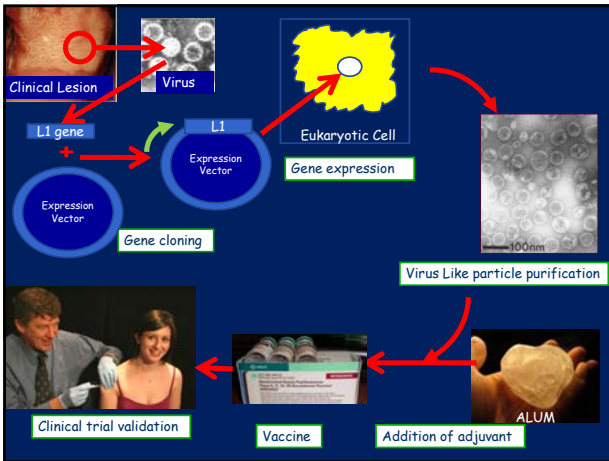 Clinical Lesion
Virus
L1 gene
+
Expression
Vector
L1
Expression
Vector
Gene cloning
Eukaryotic Cell
Gene expression
100nm
Virus Like particle purification
ALUM
Addition of adjuvant
Vaccine
Clinical trial validation